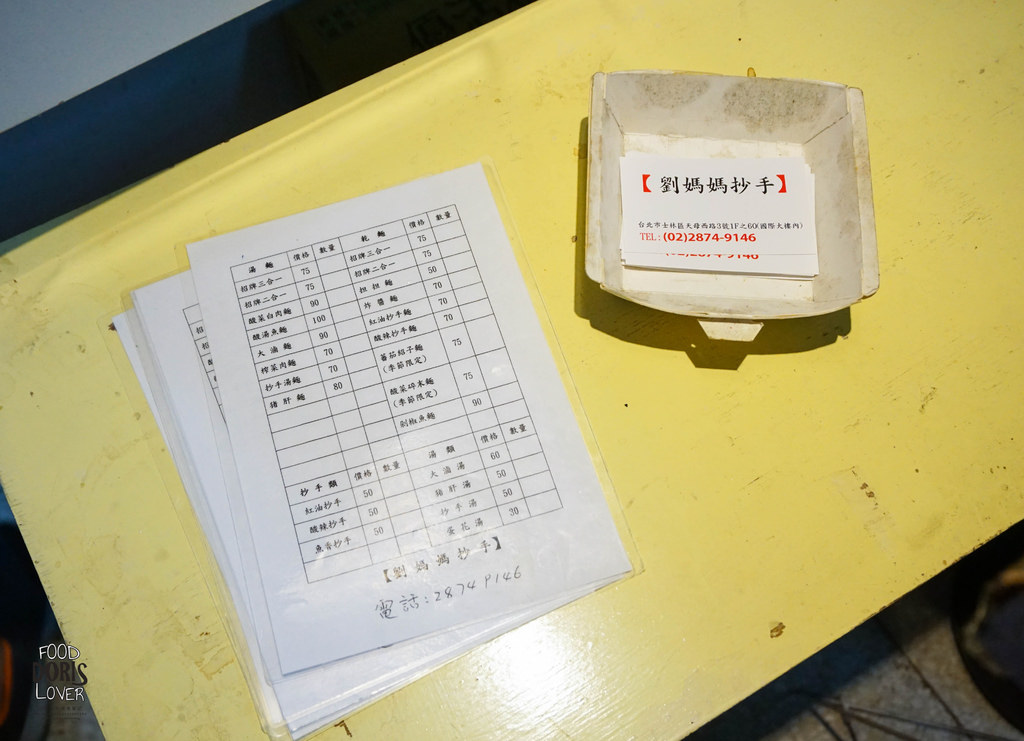 湯麵 價格 數量 乾麵 價格 數量
招牌三合一 75 招牌三合一 75
招牌二合一 75 招牌二合一 75
酸菜白肉麵 90 担担麵 50
酸湯魚麵 100 炸醬麵 70
大滷麵 90 紅油抄手麵 70
榨菜肉麵 70 酸辣抄手麵 70
抄手湯麵 70 蕃茄紹子麵 75
(季節限定)
豬肝麵 80 酸菜碎末麵 75
(季節限定)
剁椒魚麵 90
抄手類 價格 數量 湯類 價格 數量
紅油抄手 50 大滷湯 60
酸辣抄手 50 豬肝湯 50
魚香抄手 50 抄手湯 50
蛋花湯 30
【劉媽媽抄手】
電話:2874 9146
【劉媽媽抄手】
台北市士林區天母西路3號1F之60(國際大樓內)
TEL:(02)2874-9146
(02)2874-9146
FOOD
DORIS
LOVER